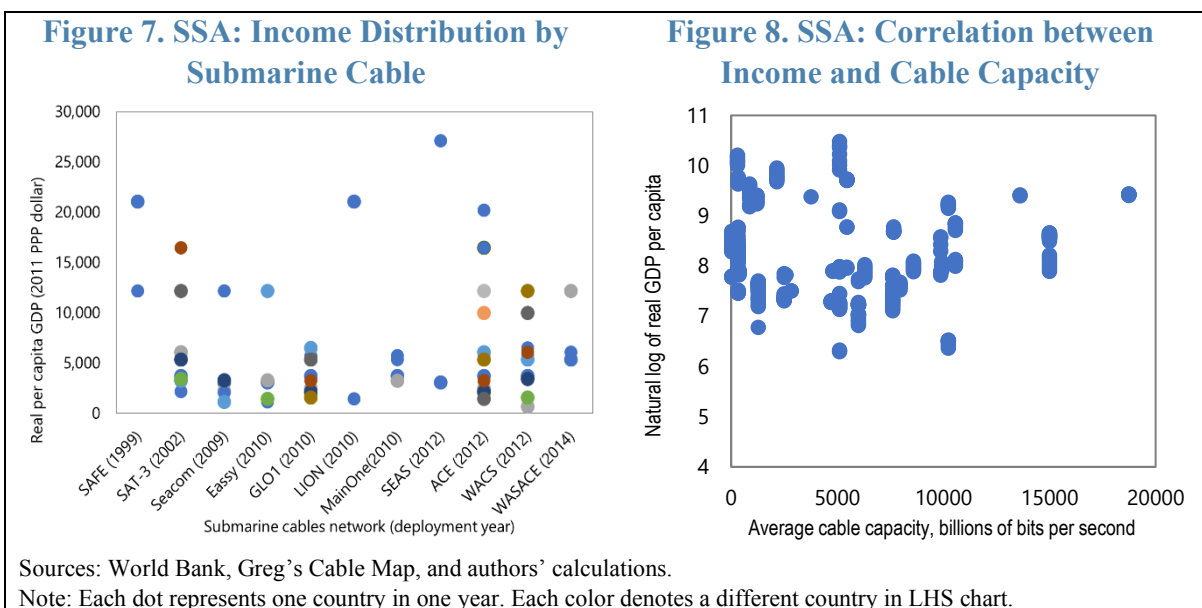 Figure 7. SSA: Income Distribution by
Submarine Cable
30,000
25,000
20,000
15,000
10,000
5,000
0
Real per capita GDP (2011 PPP dollar)
SAFE (1999)
SAT-3 (2002)
Seacom (2009)
Eassy (2010)
GLO1 (2010)
LION (2010)
MainOne(2010)
SEAS (2012)
ACE (2012)
WACS (2012)
WASACE (2014)
Submarine cables network (deployment year)
Figure 8. SSA: Correlation between
Income and Cable Capacity
11
10
9
8
7
6
5
4
Natural log of real GDP per capita
0 5000 10000 15000 20000
Average cable capacity, billions of bits per second
Sources: World Bank, Greg’s Cable Map, and authors’ calculations.
Note: Each dot represents one country in one year. Each color denotes a different country in LHS chart.